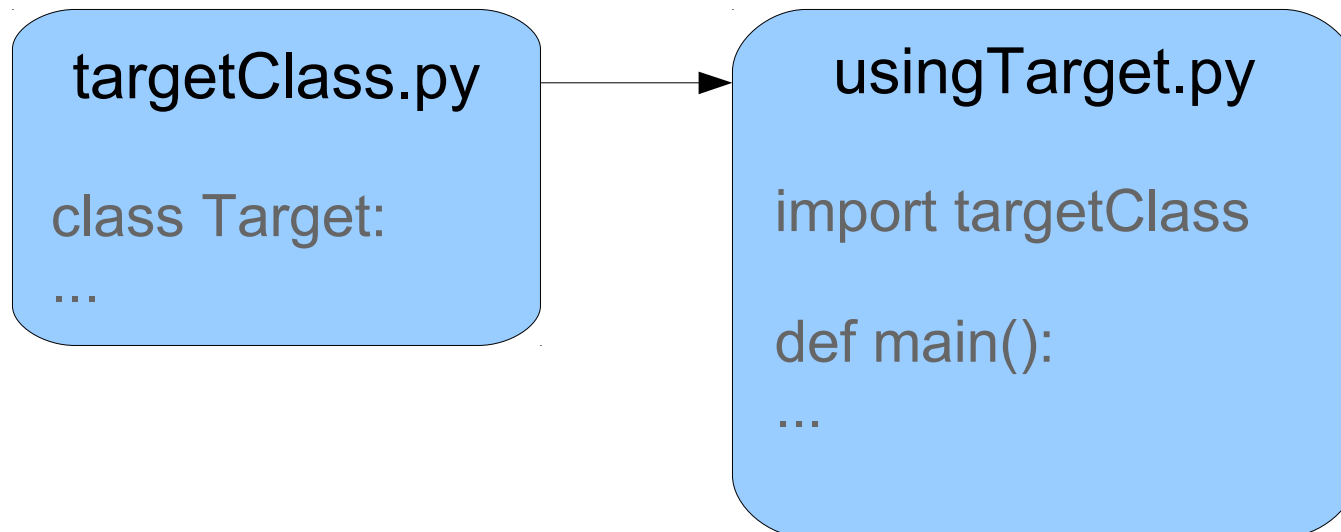 targetClass.py
class Target:
...
usingTarget.py
import targetClass
def main():
...